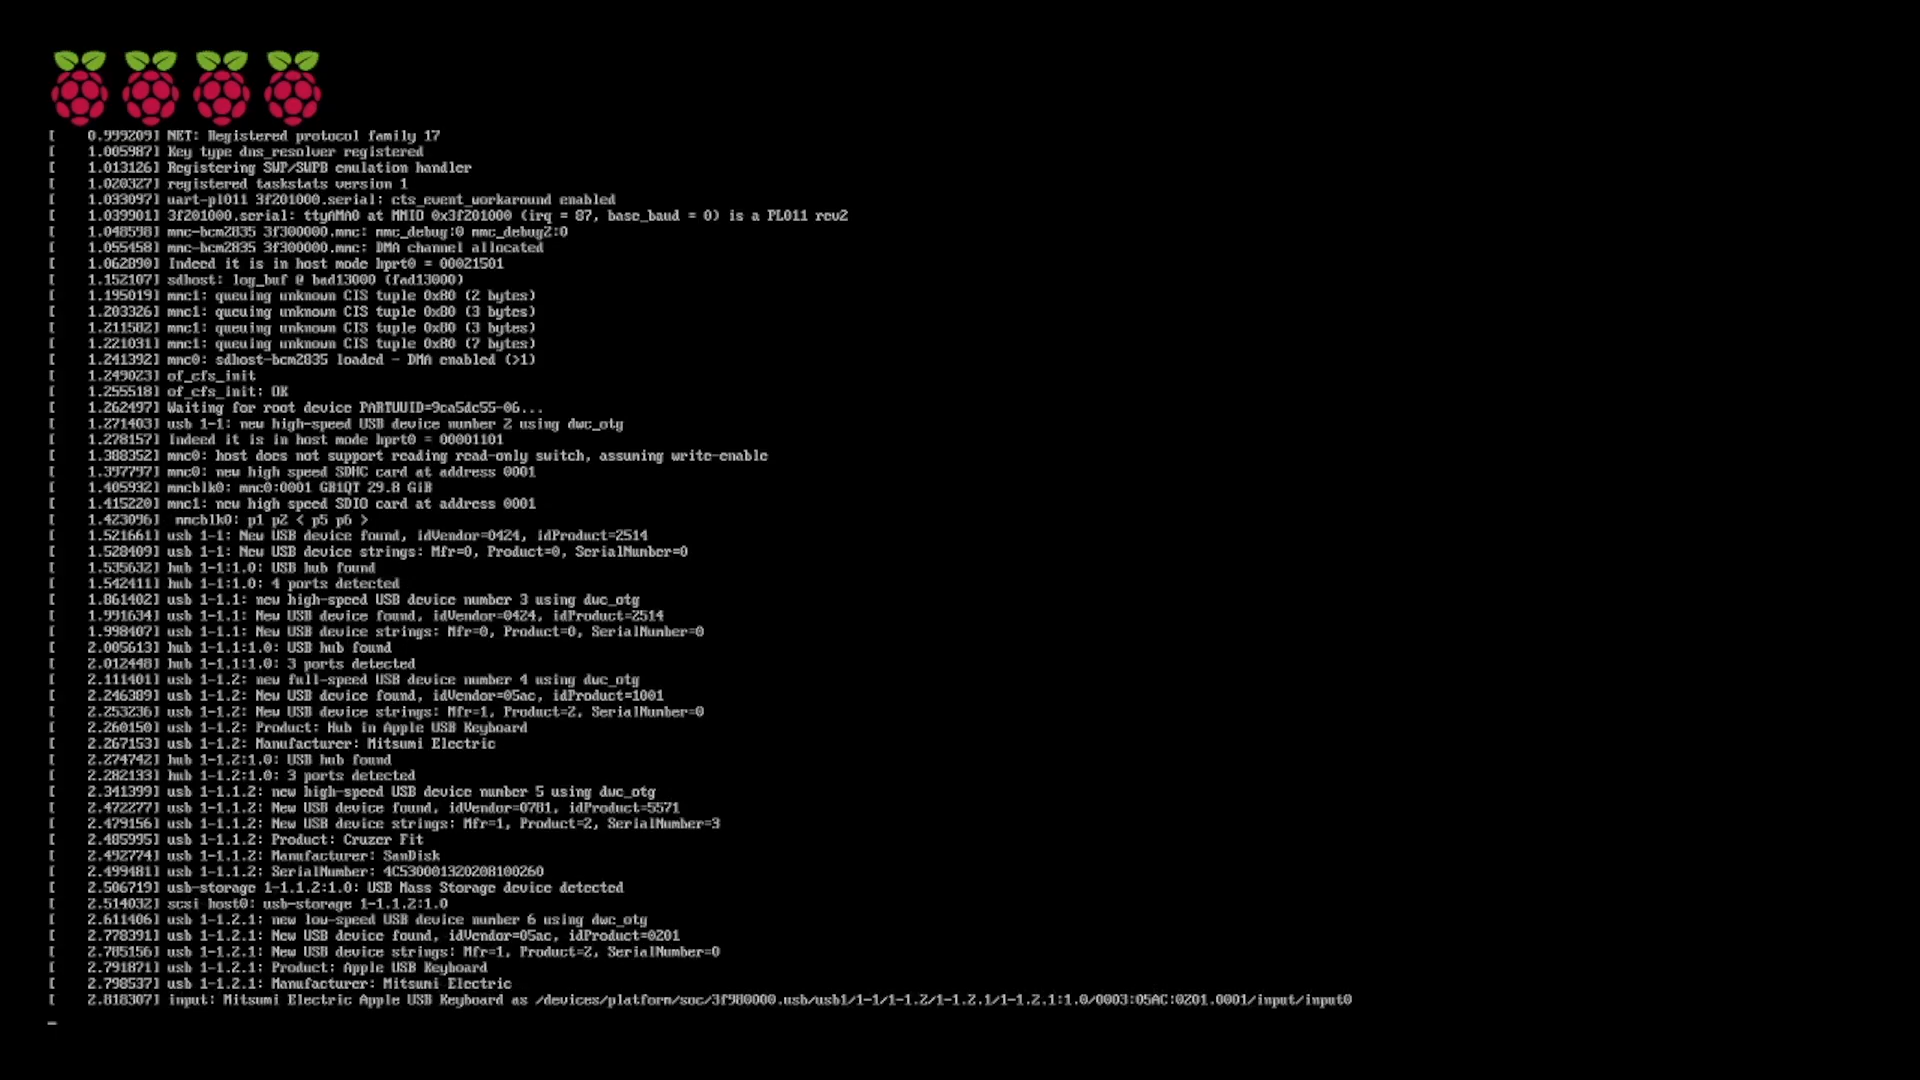 [    0.999209] NET: Registered protocol family 17
[    1.005987] Key type dns_resolver registered
[    1.013126] Registering SWP/SWPB emulation handler
[    1.020327] registered taskstats version 1
[    1.033097] uart-pl011 3f201000.serial: cts_event_workaround enabled
[    1.039901] 3f201000.serial: ttyAMA0 at MMIO 0x3f201000 (irq = 87, base_baud = 0) is a PL011 rev2
[    1.048598] mmc-bcm2835 3f300000.mmc: mmc_debug:0 mmc_debug2:0
[    1.055458] mmc-bcm2835 3f300000.mmc: DMA channel allocated
[    1.062890] Indeed it is in host mode hprt0 = 00021501
[    1.152107] sdhost: log_buf @ bad13000 (fad13000)
[    1.195019] mmc1: queuing unknown CIS tuple 0x80 (2 bytes)
[    1.203326] mmc1: queuing unknown CIS tuple 0x80 (3 bytes)
[    1.211582] mmc1: queuing unknown CIS tuple 0x80 (3 bytes)
[    1.221031] mmc1: queuing unknown CIS tuple 0x80 (7 bytes)
[    1.241392] mmc0: sdhost-bcm2835 loaded - DMA enabled (>1)
[    1.249023] of_cfs_init
[    1.255518] of_cfs_init: OK
[    1.262497] Waiting for root device PARTUUID=9ca5dc55-06...
[    1.271403] usb 1-1: new high-speed USB device number 2 using dwc_otg
[    1.278157] Indeed it is in host mode hprt0 = 00001101
[    1.388352] mmc0: host does not support reading read-only switch, assuming write-enable
[    1.397797] mmc0: new high speed SDHC card at address 0001
[    1.405932] mmcblk0: mmc0:0001 GB1QT 29.8 GiB
[    1.415220] mmc1: new high speed SDIO card at address 0001
[    1.423096]  mmcblk0: p1 p2 < p5 p6 >
[    1.521661] usb 1-1: New USB device found, idVendor=0424, idProduct=2514
[    1.528409] usb 1-1: New USB device strings: Mfr=0, Product=0, SerialNumber=0
[    1.535632] hub 1-1:1.0: USB hub found
[    1.542411] hub 1-1:1.0: 4 ports detected
[    1.861402] usb 1-1.1: new high-speed USB device number 3 using dwc_otg
[    1.991634] usb 1-1.1: New USB device found, idVendor=0424, idProduct=2514
[    1.998407] usb 1-1.1: New USB device strings: Mfr=0, Product=0, SerialNumber=0
[    2.005613] hub 1-1.1:1.0: USB hub found
[    2.012448] hub 1-1.1:1.0: 3 ports detected
[    2.111401] usb 1-1.2: new full-speed USB device number 4 using dwc_otg
[    2.246389] usb 1-1.2: New USB device found, idVendor=05ac, idProduct=1001
[    2.253236] usb 1-1.2: New USB device strings: Mfr=1, Product=2, SerialNumber=0
[    2.260150] usb 1-1.2: Product: Hub in Apple USB Keyboard
[    2.267153] usb 1-1.2: Manufacturer: Mitsumi Electric
[    2.274742] hub 1-1.2:1.0: USB hub found
[    2.282133] hub 1-1.2:1.0: 3 ports detected
[    2.341399] usb 1-1.1.2: new high-speed USB device number 5 using dwc_otg
[    2.472277] usb 1-1.1.2: New USB device found, idVendor=0781, idProduct=5571
[    2.479156] usb 1-1.1.2: New USB device strings: Mfr=1, Product=2, SerialNumber=3
[    2.485995] usb 1-1.1.2: Product: Cruzer Fit
[    2.492774] usb 1-1.1.2: Manufacturer: SanDisk
[    2.499481] usb 1-1.1.2: SerialNumber: 4C530001320208100260
[    2.506719] usb-storage 1-1.1.2:1.0: USB Mass Storage device detected
[    2.514032] scsi host0: usb-storage 1-1.1.2:1.0
[    2.611406] usb 1-1.2.1: new low-speed USB device number 6 using dwc_otg
[    2.778391] usb 1-1.2.1: New USB device found, idVendor=05ac, idProduct=0201
[    2.785156] usb 1-1.2.1: New USB device strings: Mfr=1, Product=2, SerialNumber=0
[    2.791871] usb 1-1.2.1: Product: Apple USB Keyboard
[    2.798537] usb 1-1.2.1: Manufacturer: Mitsumi Electric
[    2.818307] input: Mitsumi Electric Apple USB Keyboard as /devices/platform/soc/3f980000.usb/usb1/1-1/1-1.2/1-1.2.1/1-1.2.1:1.0/0003:05AC:0201.0001/input/input0
_